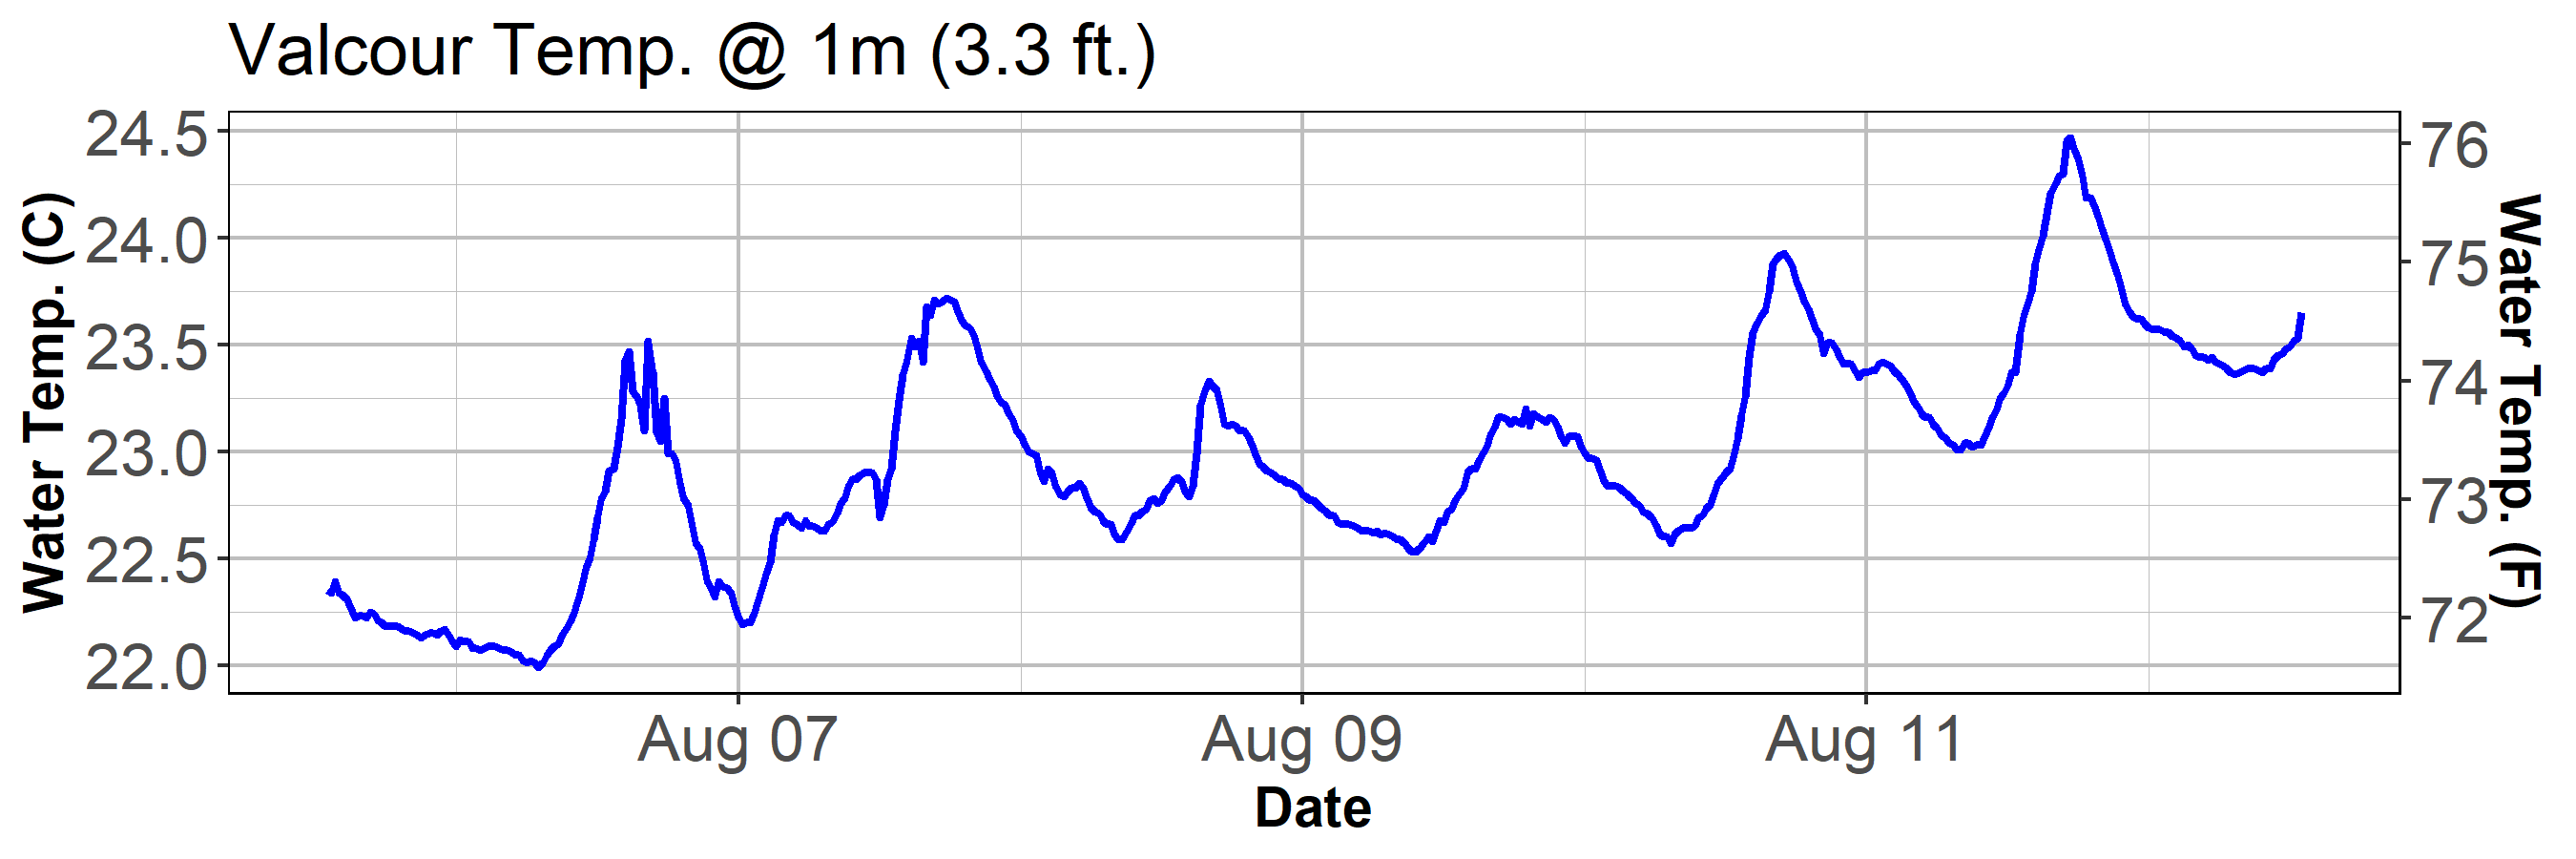 Valcour Temp. @ 1m (3.3 ft.)
Water Temp. (C)
24.5
24.0
23.5
23.0
22.5
22.0
76
75
74
73
72
Water Temp. (F)
Aug 07
Aug 09
Aug 11
Date